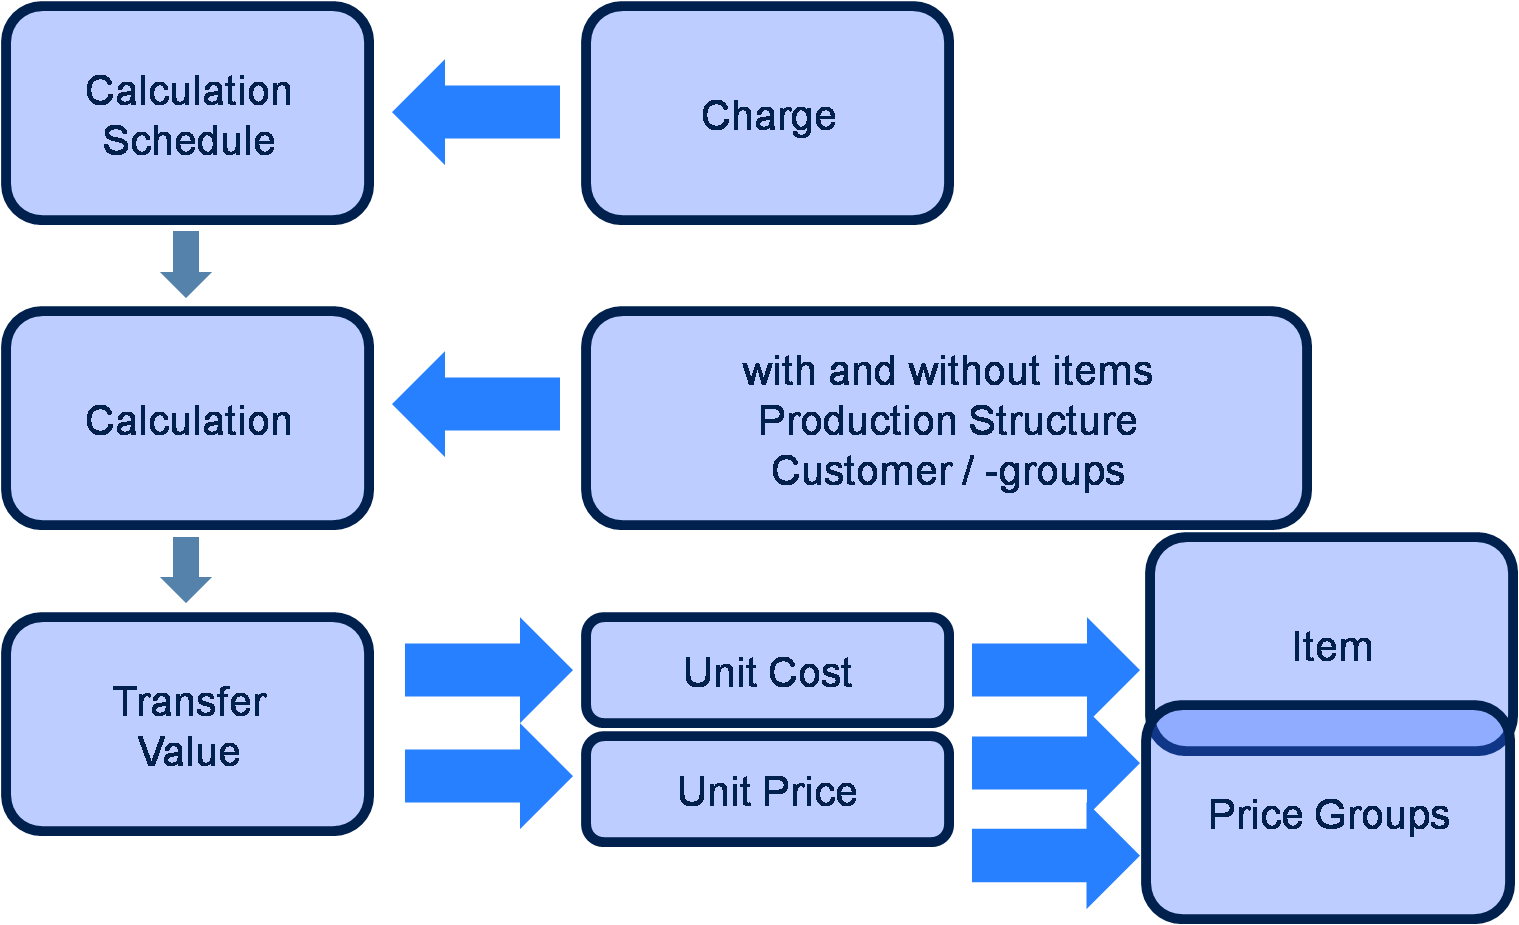 Calculation
Schedule
Charge
Calculation
with and without items
Production Structure
Customer / -groups
Transfer
Value
Unit Cost
Unit Price
Item
Price Groups